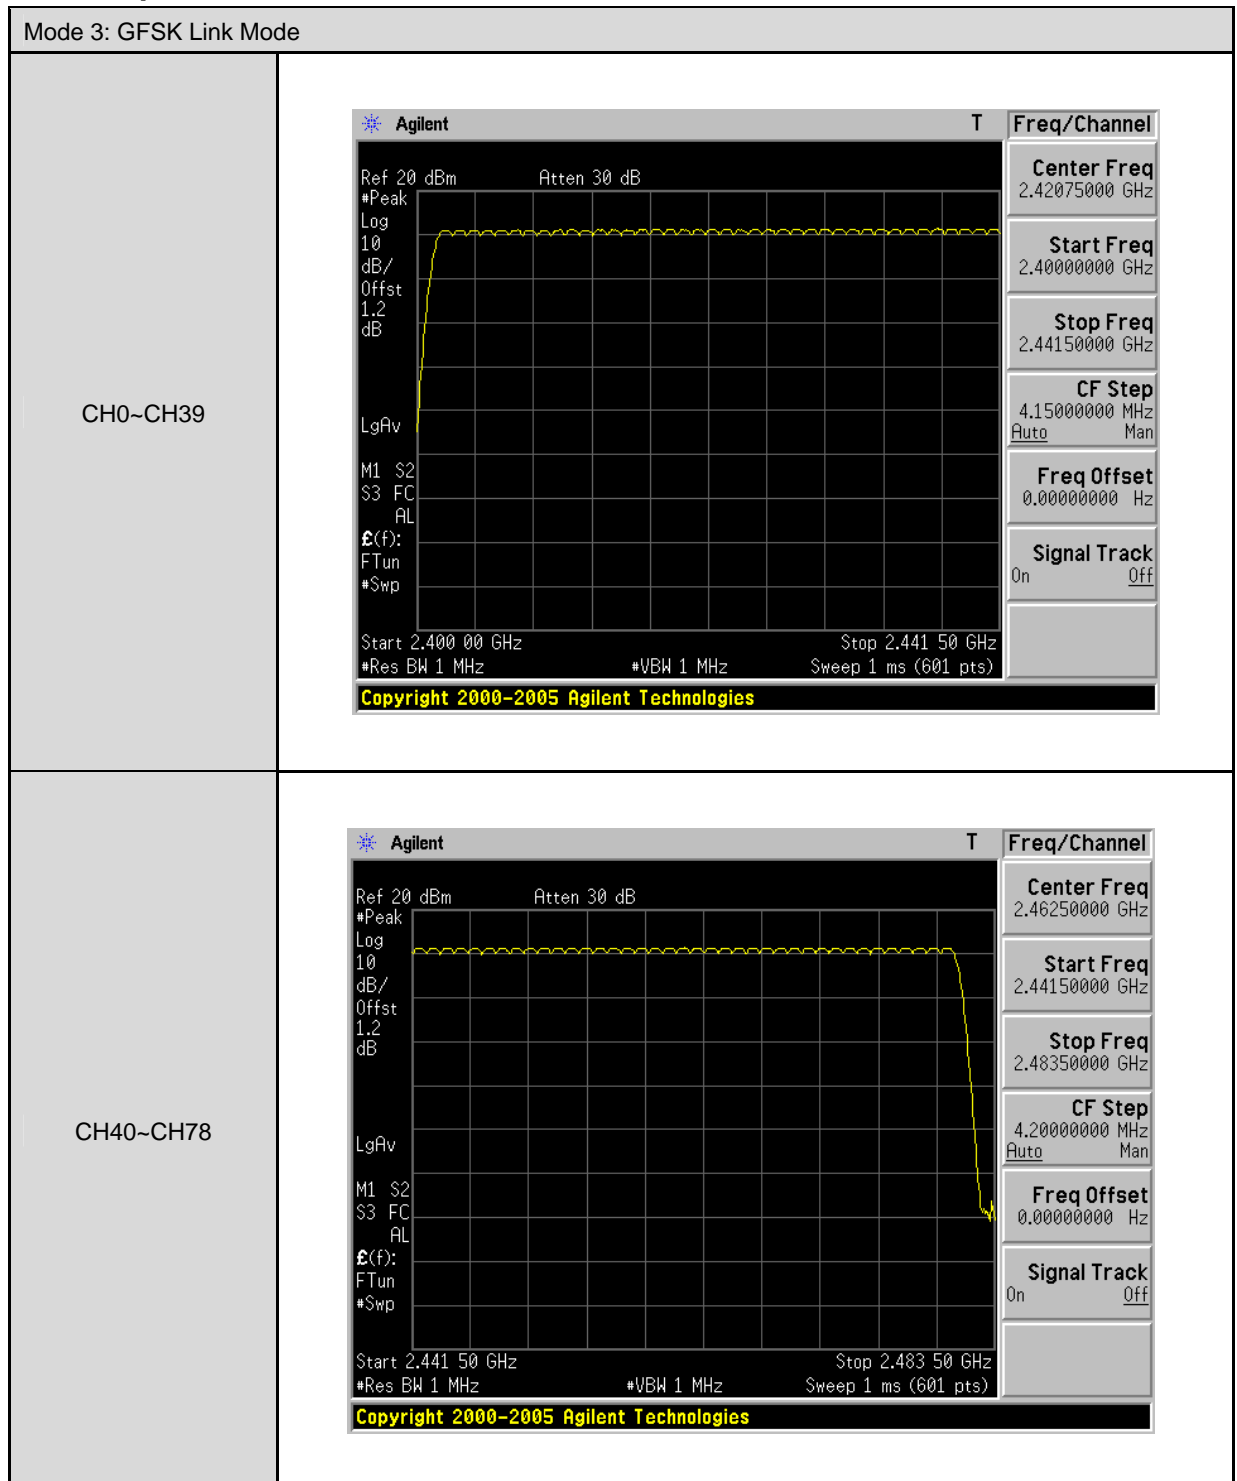 Mode 3: GFSK Link Mode
CH0~CH39
Agilent T Freq/Channel
Ref 20 dBm Atten 30 dB
#Peak
Log
10
dB/
Offst
1.2
dB
LgAv
M1 S2
S3 FC
AL
£(f):
FTun
#Swp
Start 2.400 00 GHz Stop 2.441 50 GHz
#Res BW 1 MHz #VBW 1 MHz Sweep 1 ms (601 pts)
Copyright 2000-2005 Agilent Technologies
Center Freq
2.42075000 GHz
Start Freq
2.40000000 GHz
Stop Freq
2.44150000 GHz
CF Step
4.15000000 MHz
Auto Man
Freq Offset
0.00000000 Hz
Signal Track
On Off
CH40~CH78
Agilent T Freq/Channel
Ref 20 dBm Atten 30 dB
#Peak
Log
10
dB/
Offst
1.2
dB
LgAv
M1 S2
S3 FC
AL
£(f):
FTun
#Swp
Start 2.441 50 GHz Stop 2.483 50 GHz
#Res BW 1 MHz #VBW 1 MHz Sweep 1 ms (601 pts)
Copyright 2000-2005 Agilent Technologies
Center Freq
2.46250000 GHz
Start Freq
2.44150000 GHz
Stop Freq
2.48350000 GHz
CF Step
4.20000000 MHz
Auto Man
Freq Offset
0.00000000 Hz
Signal Track
On Off